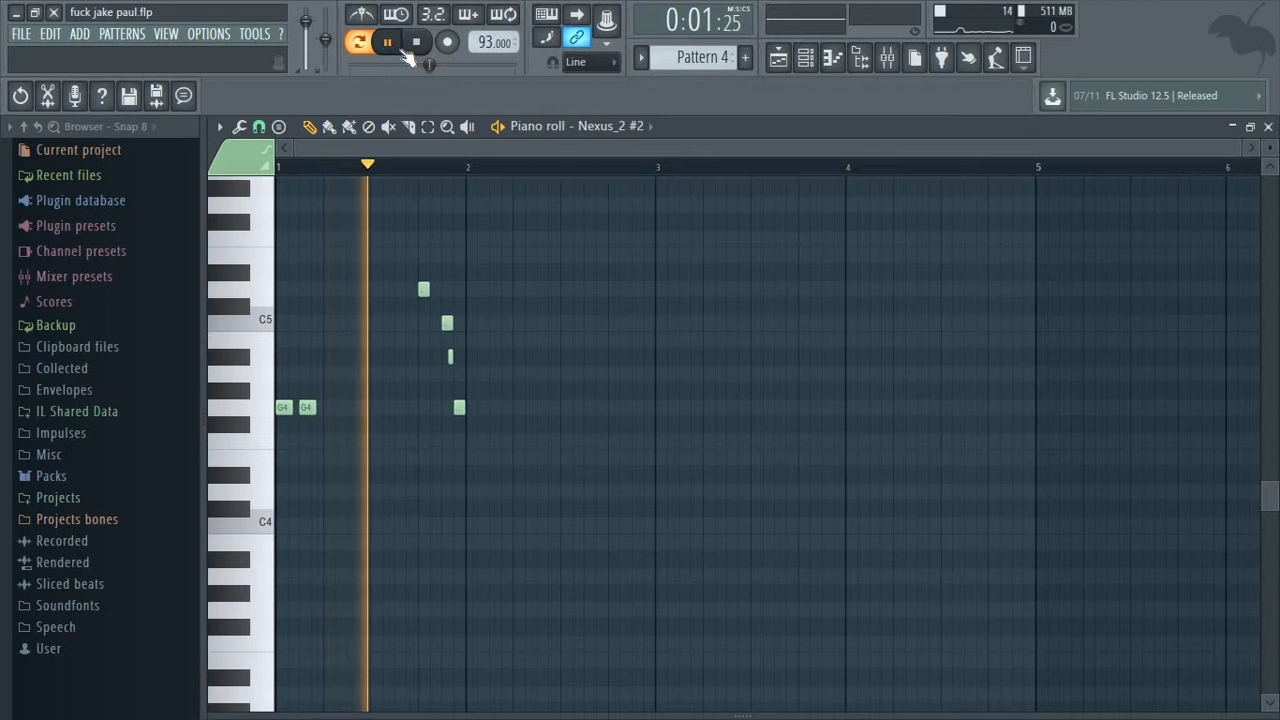 fuck jake paul.flp
FILE EDIT ADD PATTERNS VIEW OPTIONS TOOLS ?
3.2.
93.000
0:01:25
M:S:CS
14
511 MB
0
Line
Pattern 4
07/11 FL Studio 12.5 | Released
Browser - Snap 8
Piano roll - Nexus_2 #2
Current project
Recent files
Plugin database
Plugin presets
Channel presets
Mixer presets
Scores
Backup
Clipboard files
Collected
Envelopes
IL Shared Data
Impulses
Misc
Packs
Projects
Projects bones
Recorded
Rendered
Sliced beats
Soundfonts
Speech
User
1 2 3 4 5 6
C5
G4 G4
C4